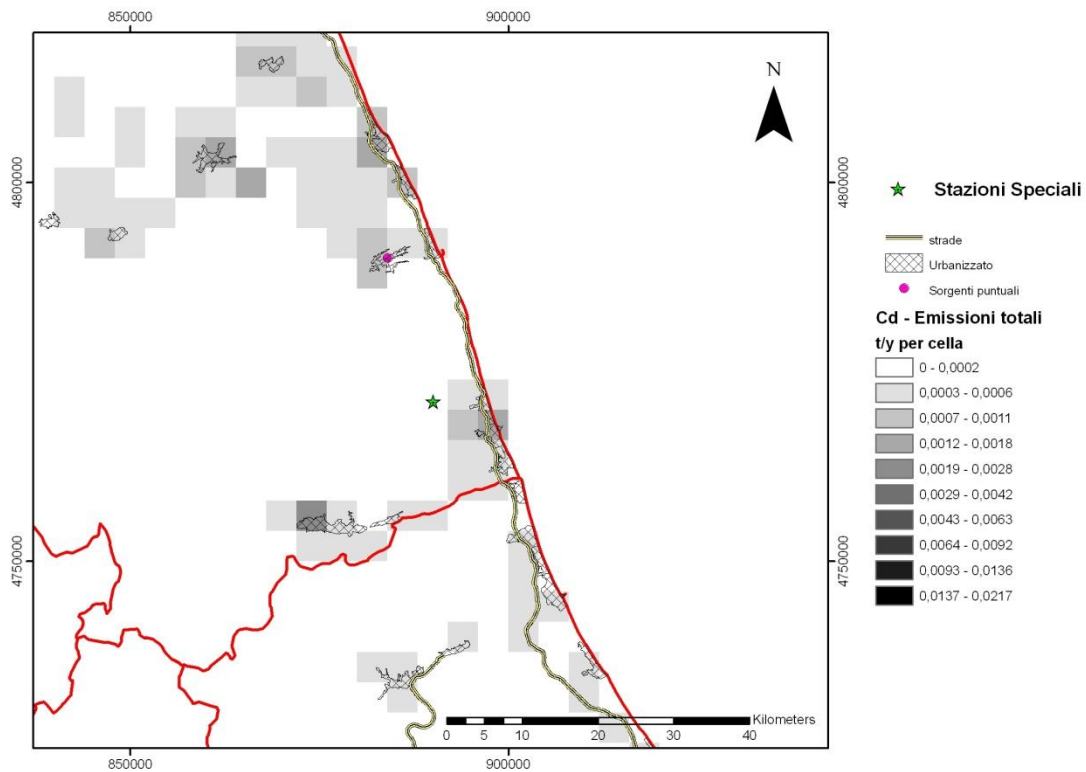 850000
900000
N
4800000
4800000
Stazioni Speciali
strade
Urbanizzato
Sorgenti puntuali
Cd - Emissioni totali
t/y per cella
0 - 0,0002
0,0003 - 0,0006
0,0007 - 0,0011
0,0012 - 0,0018
0,0019 - 0,0028
0,0029 - 0,0042
0,0043 - 0,0063
0,0064 - 0,0092
0,0093 - 0,0136
0,0137 - 0,0217
4750000
4750000
Kilometers
0 5 10 20 30 40
850000
900000